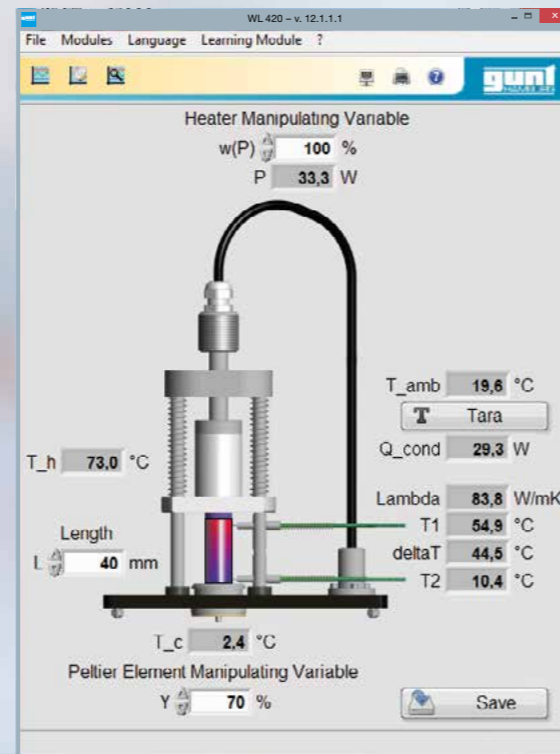 WL 420 – v. 12.1.1.1
File Modules Language Learning Module ?
gunt
HAMBURG
Heater Manipulating Variable
w(P) 100 %
P 33,3 W
T_amb 19,6 °C
T Tara
Q_cond 29,3 W
T_h 73,0 °C
Lambda 83,8 W/mK
T1 54,9 °C
Length
deltaT 44,5 °C
L 40 mm
T2 10,4 °C
T_c 2,4 °C
Peltier Element Manipulating Variable
Y 70 %
Save